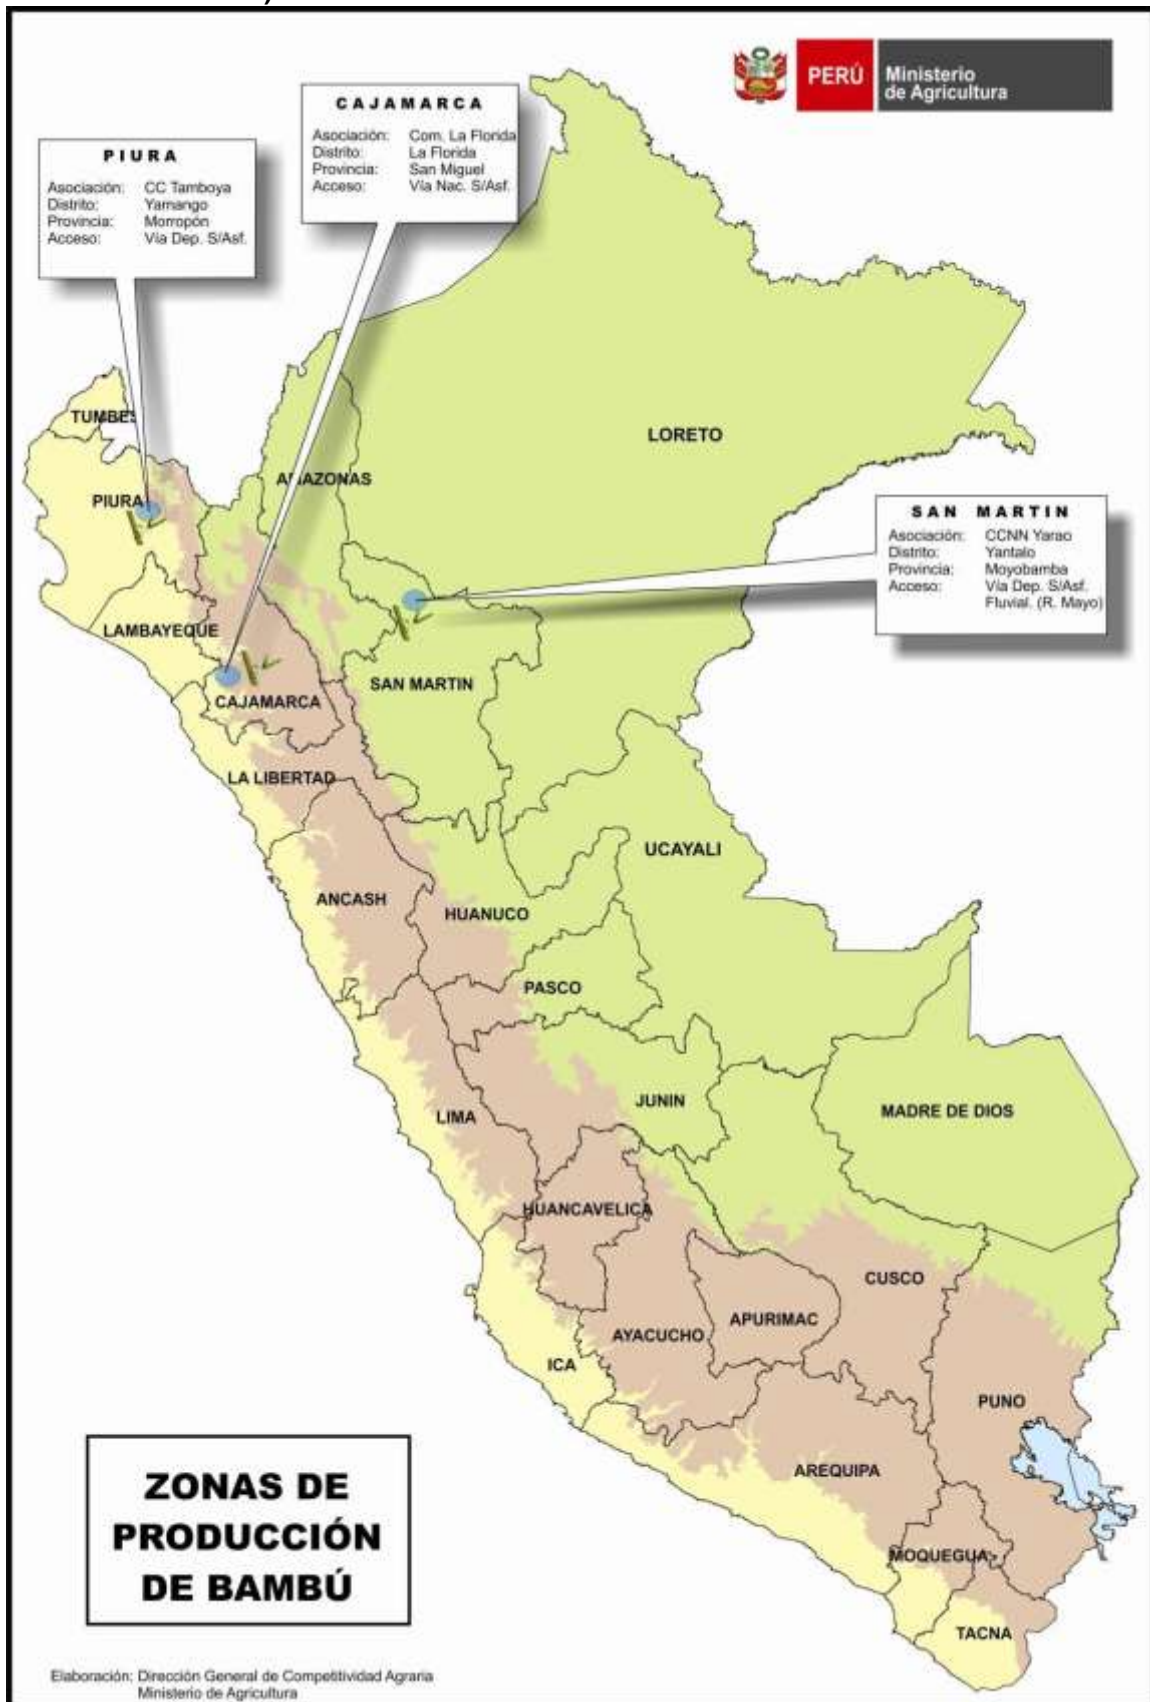 PERÚ
Ministerio
de Agricultura
CAJAMARCA
Asociación: Com. La Florida
Distrito: La Florida
Provincia: San Miguel
Acceso: Vía Nac. S/Asf.
PIURA
Asociación: CC Tamboya
Distrito: Yamango
Provincia: Morropón
Acceso: Vía Dep. S/Asf.
TUMBES
LORETO
AMAZONAS
PIURA
SAN MARTIN
Asociación: CCNN Yarao
Distrito: Yantalo
Provincia: Moyobamba
Acceso: Vía Dep. S/Asf.
Fluvial. (R. Mayo)
LAMBAYEQUE
SAN MARTIN
CAJAMARCA
LA LIBERTAD
UCAYALI
ANCASH
HUANUCO
PASCO
JUNIN
MADRE DE DIOS
LIMA
HUANCAVELICA
CUSCO
APURIMAC
AYACUCHO
ICA
PUNO
AREQUIPA
MOQUEGUA
TACNA
ZONAS DE
PRODUCCIÓN
DE BAMBÚ
Elaboración: Dirección General de Competitividad Agraria
Ministerio de Agricultura